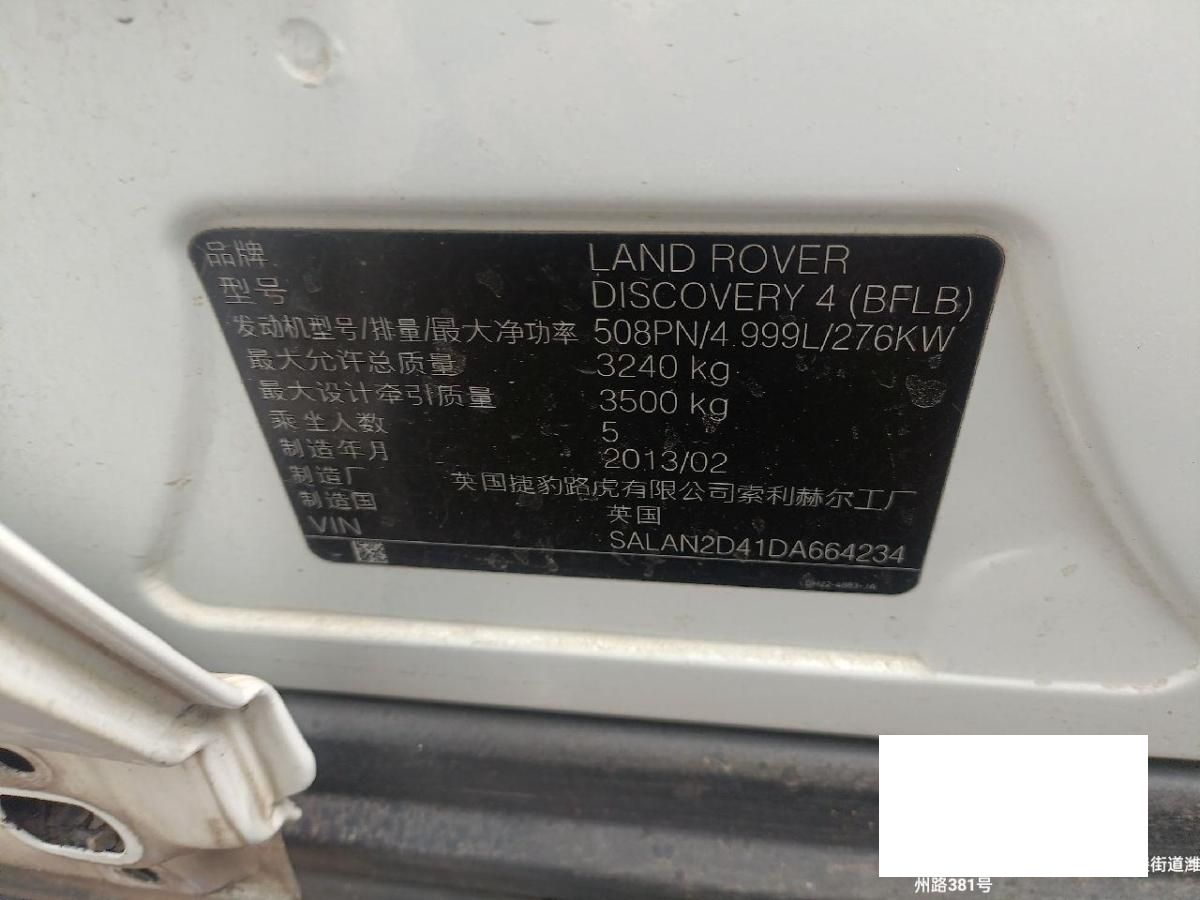 品牌 LAND ROVER
型号 DISCOVERY 4 (BFLB)
发动机型号/排量/最大净功率 508PN/4.999L/276KW
最大允许总质量 3240 kg
最大设计牵引质量 3500 kg
乘坐人数 5
制造年月 2013/02
制造厂 英国捷豹路虎有限公司索利赫尔工厂
制造国 英国
VIN SALAN2D41DA664234
街道潍
州路381号